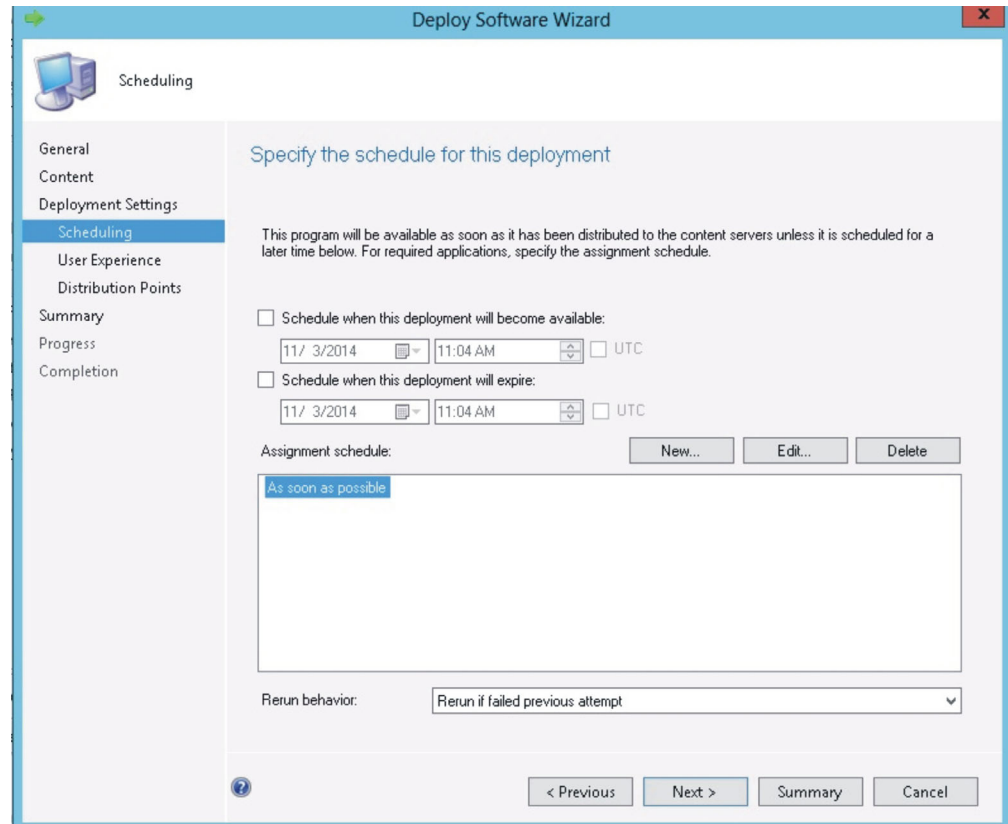 Deploy Software Wizard
x
Scheduling
General
Content
Deployment Settings
Scheduling
User Experience
Distribution Points
Summary
Progress
Completion
Specify the schedule for this deployment
This program will be available as soon as it has been distributed to the content servers unless it is scheduled for a
later time below. For required applications, specify the assignment schedule.
Schedule when this deployment will become available:
11/ 3/2014 11:04 AM UTC
Schedule when this deployment will expire:
11/ 3/2014 11:04 AM UTC
Assignment schedule: New... Edit... Delete
As soon as possible
Rerun behavior: Rerun if failed previous attempt
? < Previous Next > Summary Cancel